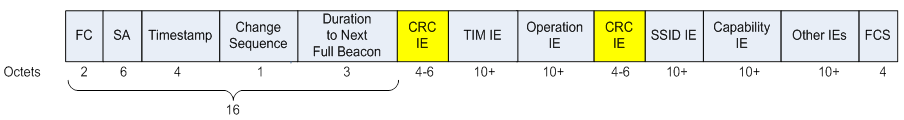 FC SA Timestamp Change Sequence Duration to Next Full Beacon CRC IE TIM IE Operation IE CRC IE SSID IE Capability IE Other IEs FCS
Octets 2 6 4 1 3 4-6 10+ 10+ 4-6 10+ 10+ 10+ 4
16